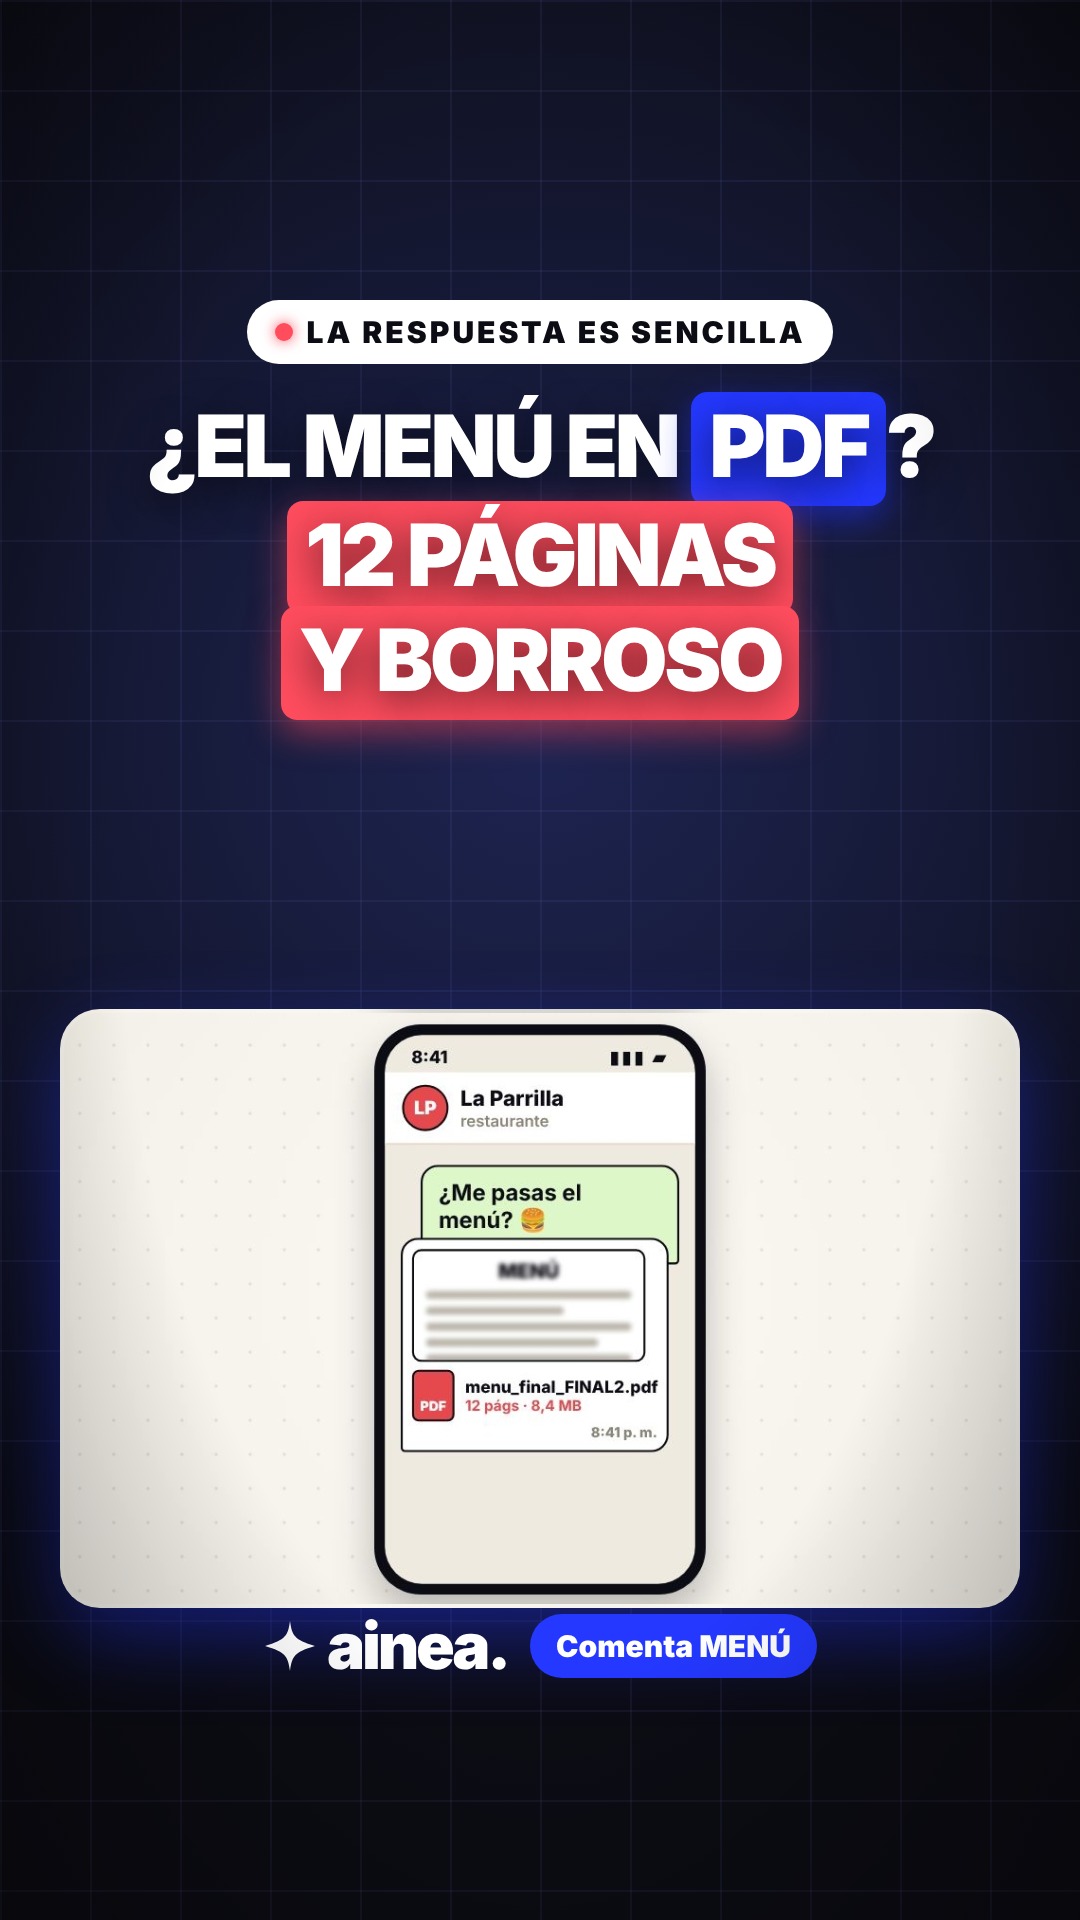 LA RESPUESTA ES SENCILLA
¿EL MENÚ EN PDF?
12 PÁGINAS
Y BORROSO
8:41
LP
La Parrilla
restaurante
¿Me pasas el
menú? 🍔
MENÚ
PDF
menu_final_FINAL2.pdf
12 págs · 8,4 MB
8:41 p. m.
ainea.
Comenta MENÚ